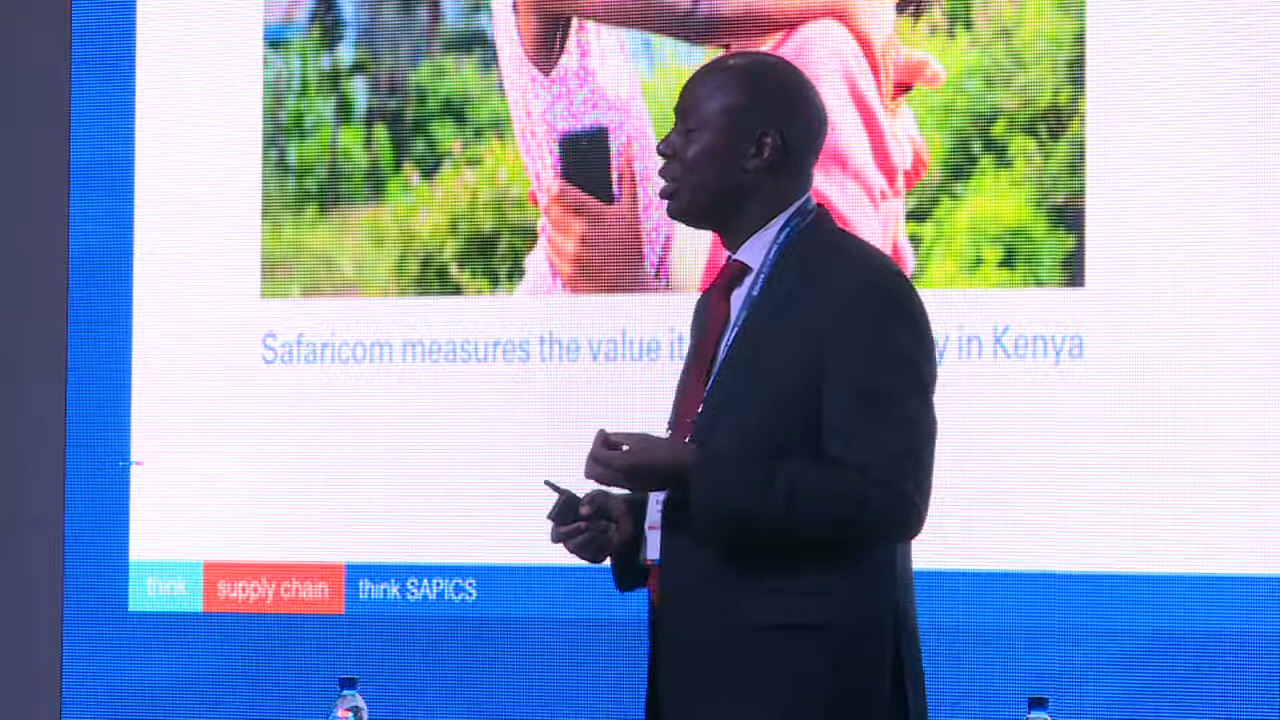 Safaricom measures the value it y in Kenya
think supply chain think SAPICS